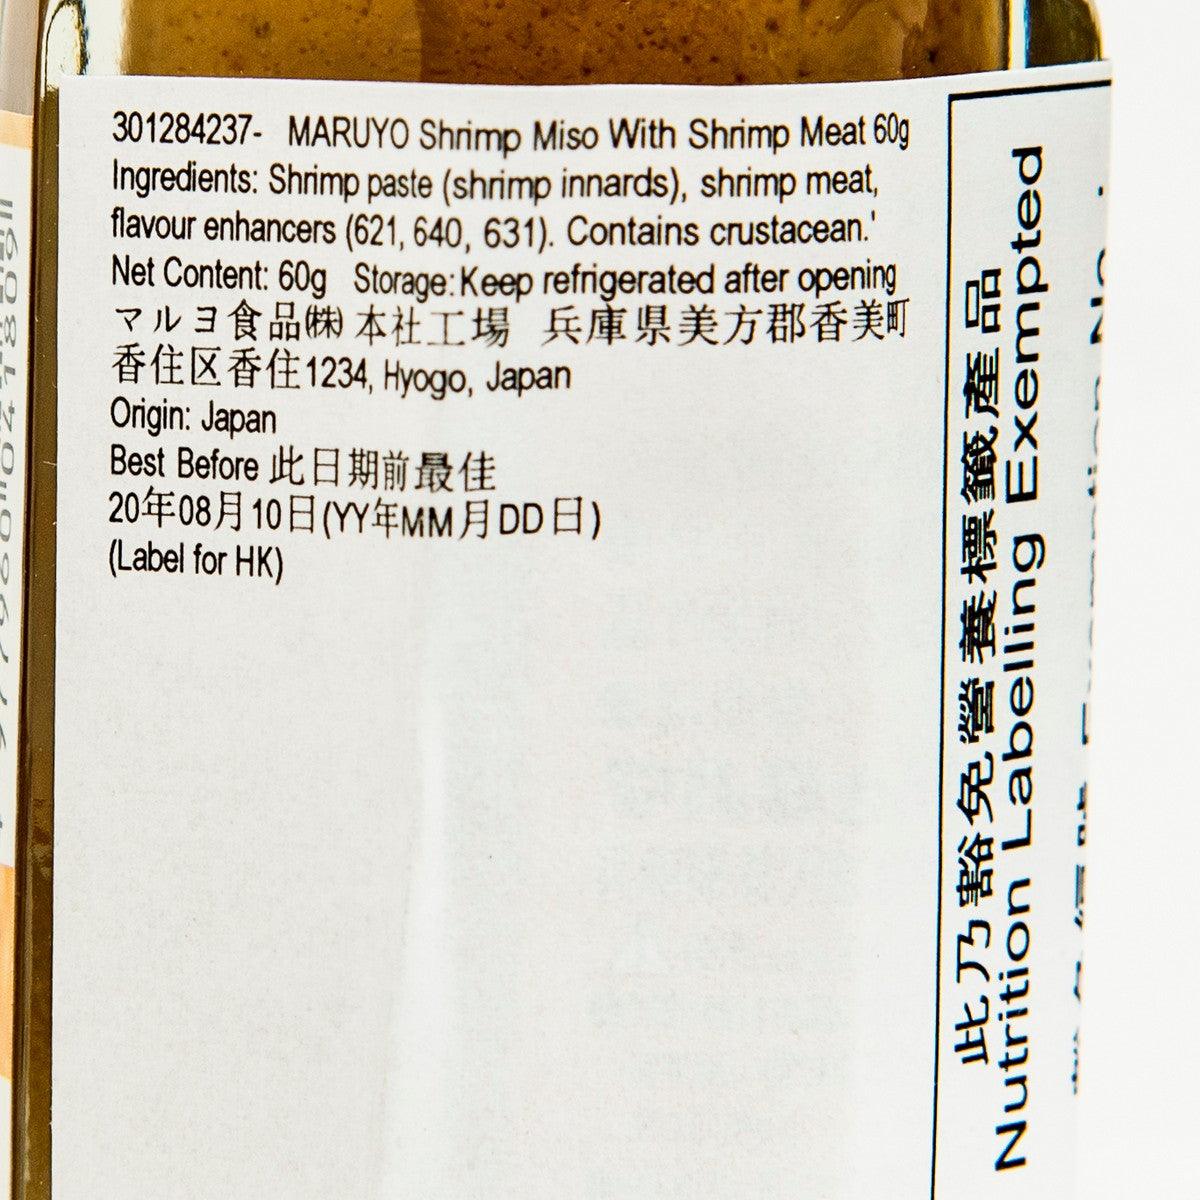 301284237- MARUYO Shrimp Miso With Shrimp Meat 60g
Ingredients: Shrimp paste (shrimp innards), shrimp meat,
flavour enhancers (621, 640, 631). Contains crustacean.'
Net Content: 60g Storage:Keep refrigerated after opening
マルヨ食品㈱ 本社工場 兵庫県美方郡香美町
香住区香住1234, Hyogo, Japan
Origin: Japan
Best Before 此日期前最佳
20年08月10日(YY年MM月DD日)
(Label for HK)
此乃豁免營養標籤產品
Nutrition Labelling Exempted